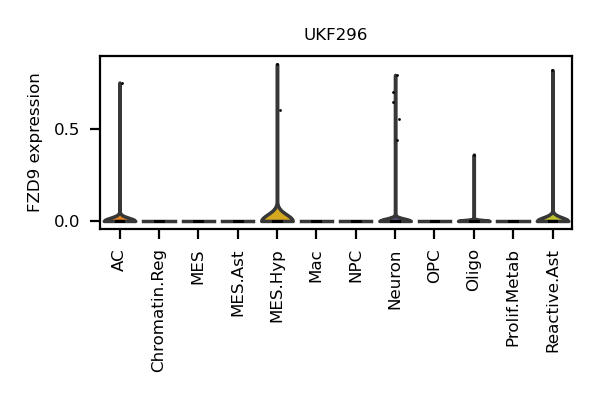 UKF296
FZD9 expression
0.5
0.0
AC
Chromatin.Reg
MES
MES.Ast
MES.Hyp
Mac
NPC
Neuron
OPC
Oligo
Prolif.Metab
Reactive.Ast